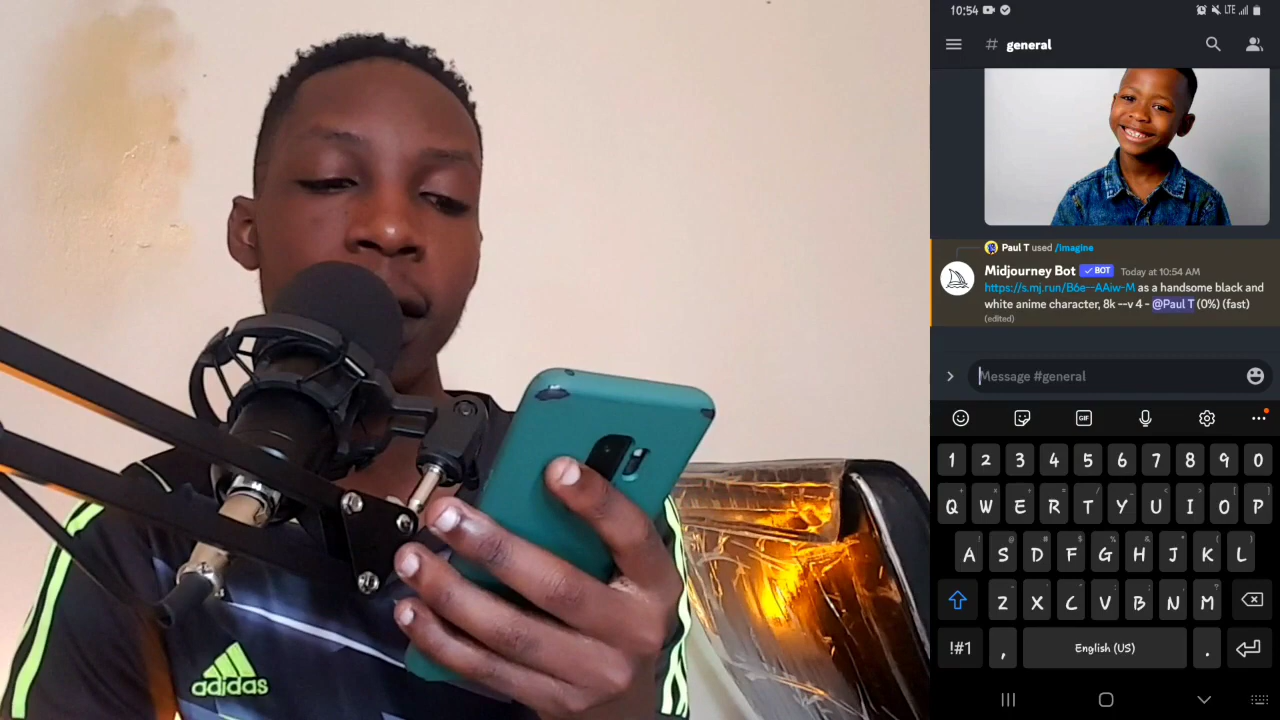 adidas
10:54
LTE
# general
Paul T used /imagine
Midjourney Bot ✓ BOT Today at 10:54 AM
https://s.mj.run/B6e--AAiw-M as a handsome black and
white anime character, 8k --v 4 - @Paul T (0%) (fast)
(edited)
Message #general
GIF
1 2 3 4 5 6 7 8 9 0
Q W E R T Y U I O P
A S D F G H J K L
Z X C V B N M
!#1 , English (US) .